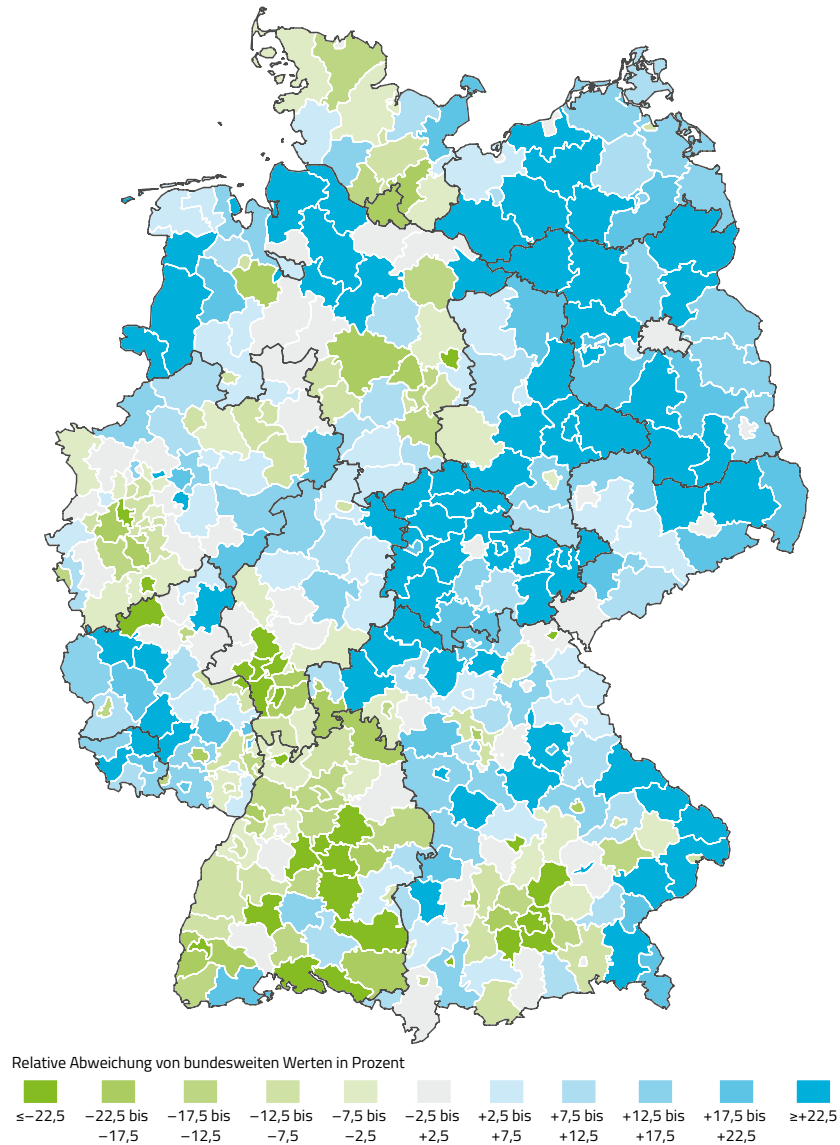 Relative Abweichung von bundesweiten Werten in Prozent
≤−22,5 −22,5 bis −17,5 bis −12,5 bis −7,5 bis −2,5 bis +2,5 bis +7,5 bis +12,5 bis +17,5 bis ≥+22,5
−17,5 −12,5 −7,5 −2,5 +2,5 +7,5 +12,5 +17,5 +22,5